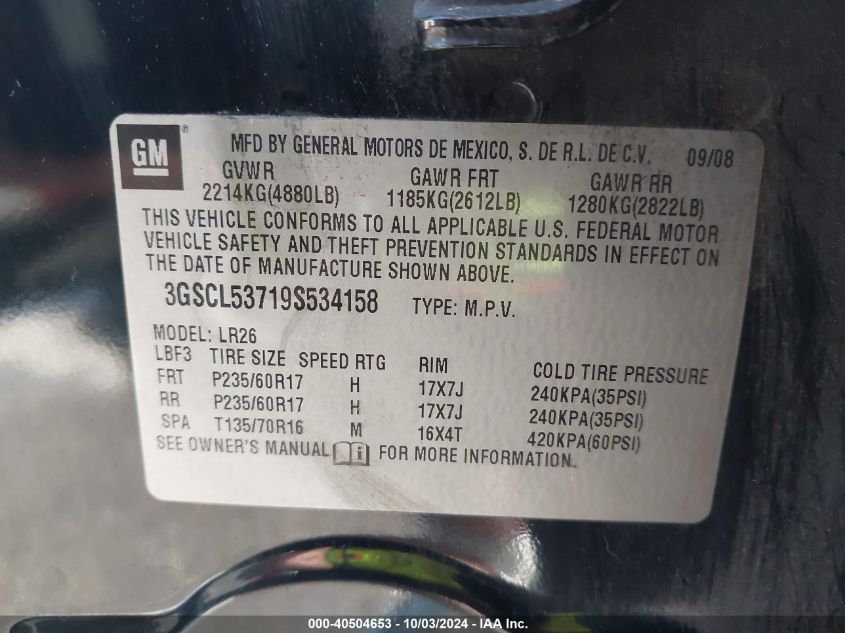 GM ®
MFD BY GENERAL MOTORS DE MEXICO, S. DE R.L. DE C.V. 09/08
GVWR GAWR FRT GAWR RR
2214KG(4880LB) 1185KG(2612LB) 1280KG(2822LB)
THIS VEHICLE CONFORMS TO ALL APPLICABLE U.S. FEDERAL MOTOR
VEHICLE SAFETY AND THEFT PREVENTION STANDARDS IN EFFECT ON
THE DATE OF MANUFACTURE SHOWN ABOVE.
3GSCL53719S534158 TYPE: M.P.V.
MODEL: LR26
LBF3 TIRE SIZE SPEED RTG RIM COLD TIRE PRESSURE
FRT P235/60R17 H 17X7J 240KPA(35PSI)
RR P235/60R17 H 17X7J 240KPA(35PSI)
SPA T135/70R16 M 16X4T 420KPA(60PSI)
SEE OWNER'S MANUAL i FOR MORE INFORMATION.
000-40504653 - 10/03/2024 - IAA Inc.